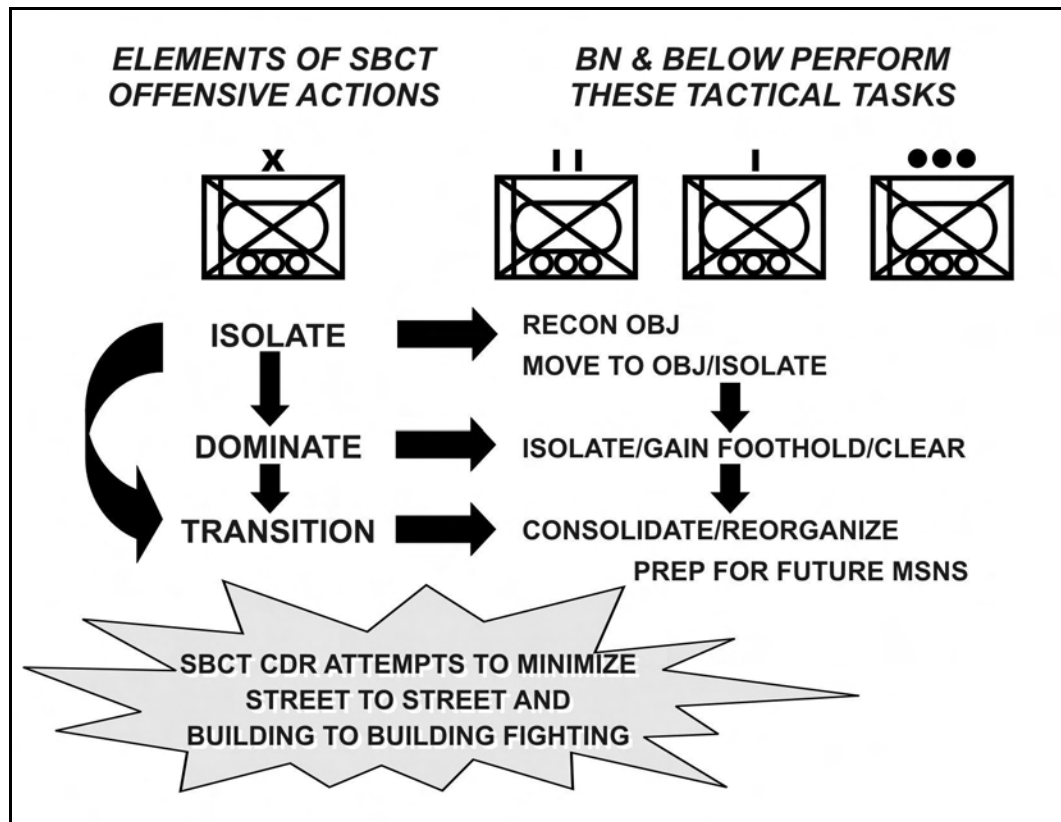 ELEMENTS OF SBCT
OFFENSIVE ACTIONS
BN & BELOW PERFORM
THESE TACTICAL TASKS
X
I I
I
●●●
ISOLATE
RECON OBJ
MOVE TO OBJ/ISOLATE
DOMINATE
ISOLATE/GAIN FOOTHOLD/CLEAR
TRANSITION
CONSOLIDATE/REORGANIZE
PREP FOR FUTURE MSNS
SBCT CDR ATTEMPTS TO MINIMIZE
STREET TO STREET AND
BUILDING TO BUILDING FIGHTING